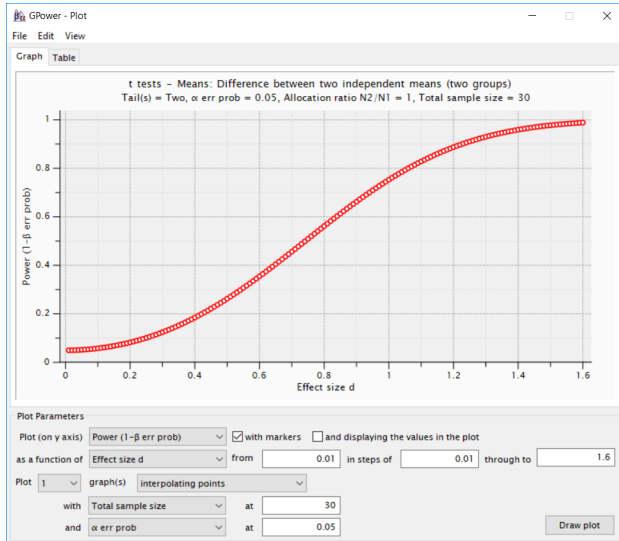 GPower - Plot
File Edit View
Graph Table
t tests – Means: Difference between two independent means (two groups)
Tail(s) = Two, α err prob = 0.05, Allocation ratio N2/N1 = 1, Total sample size = 30
1
0.8
0.6
0.4
0.2
0
Power (1-β err prob)
0 0.2 0.4 0.6 0.8 1 1.2 1.4 1.6
Effect size d
Plot Parameters
Plot (on y axis) Power (1-β err prob) with markers and displaying the values in the plot
as a function of Effect size d from 0.01 in steps of 0.01 through to 1.6
Plot 1 graph(s) interpolating points
with Total sample size at 30
and α err prob at 0.05 Draw plot